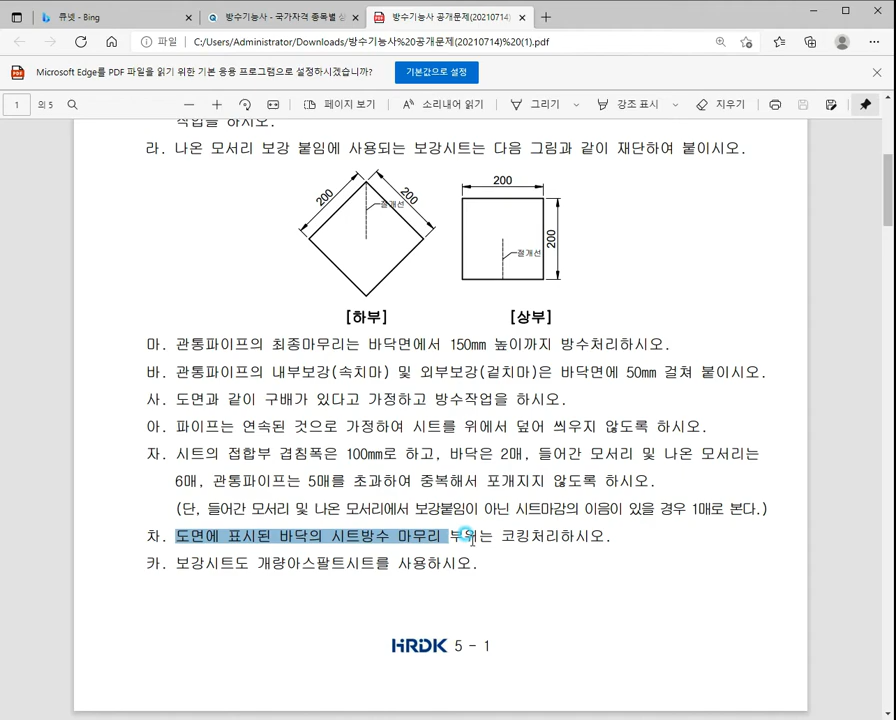 큐넷 - Bing
방수기능사 - 국가자격 종목별 상
방수기능사 공개문제(20210714)
파일
C:/Users/Administrator/Downloads/방수기능사%20공개문제(20210714)%20(1).pdf
Microsoft Edge를 PDF 파일을 읽기 위한 기본 응용 프로그램으로 설정하시겠습니까?
기본값으로 설정
1
의 5
페이지 보기
소리내어 읽기
그리기
강조 표시
지우기
작업을 하시오.
라. 나온 모서리 보강 붙임에 사용되는 보강시트는 다음 그림과 같이 재단하여 붙이시오.
200
200
절개선
200
200
절개선
[하부]
[상부]
마. 관통파이프의 최종마무리는 바닥면에서 150mm 높이까지 방수처리하시오.
바. 관통파이프의 내부보강(속치마) 및 외부보강(겉치마)은 바닥면에 50mm 걸쳐 붙이시오.
사. 도면과 같이 구배가 있다고 가정하고 방수작업을 하시오.
아. 파이프는 연속된 것으로 가정하여 시트를 위에서 덮어 씌우지 않도록 하시오.
자. 시트의 접합부 겹침폭은 100mm로 하고, 바닥은 2매, 들어간 모서리 및 나온 모서리는
6매, 관통파이프는 5매를 초과하여 중복해서 포개지지 않도록 하시오.
(단, 들어간 모서리 및 나온 모서리에서 보강붙임이 아닌 시트마감의 이음이 있을 경우 1매로 본다.)
차. 도면에 표시된 바닥의 시트방수 마무리 부위는 코킹처리하시오.
카. 보강시트도 개량아스팔트시트를 사용하시오.
HRDK 5 - 1